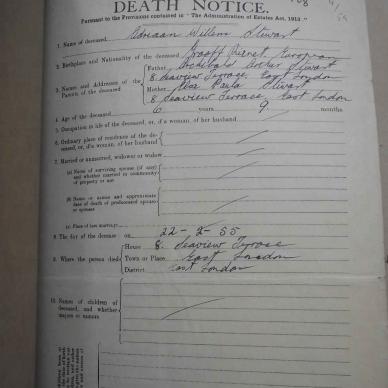 DEATH NOTICE.
Pursuant to the Provisions contained in "The Administration of Estates Act, 1913"
1. Name of deceased Adriaan Willem Stewart
2. Birthplace and Nationality of the deceased Graaff Reinet European
3. Names and Addresses of the Parents of the deceased
Father Archibald Stewart
8. Seaview Terrace, East London
Mother Stewart
8 Seaview Terrace East London
4. Age of the deceased 6 years 9 months
5. Occupation in life of the deceased, or, if a woman, of her husband
6. Ordinary place of residence of the deceased, or, if a woman, of her husband
7. Married or unmarried, widower or widow
(a) Name of surviving spouse (if any) and whether married in community of property or not
(b) Name or names and approximate date of death of predeceased spouse or spouses
(c) Place of last marriage
8. The day of the decease on 22-2-55
9. Where the person died
House 8. Seaview Terrace
Town or Place East London
District East London
10. Names of children of deceased, and whether majors or minors